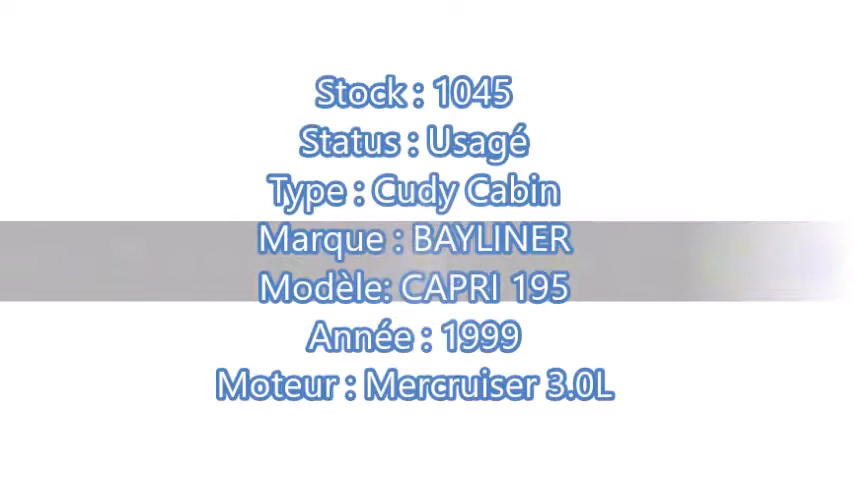 Stock : 1045
Status : Usagé
Type : Cudy Cabin
Marque : BAYLINER
Modèle: CAPRI 195
Année : 1999
Moteur : Mercruiser 3.0L